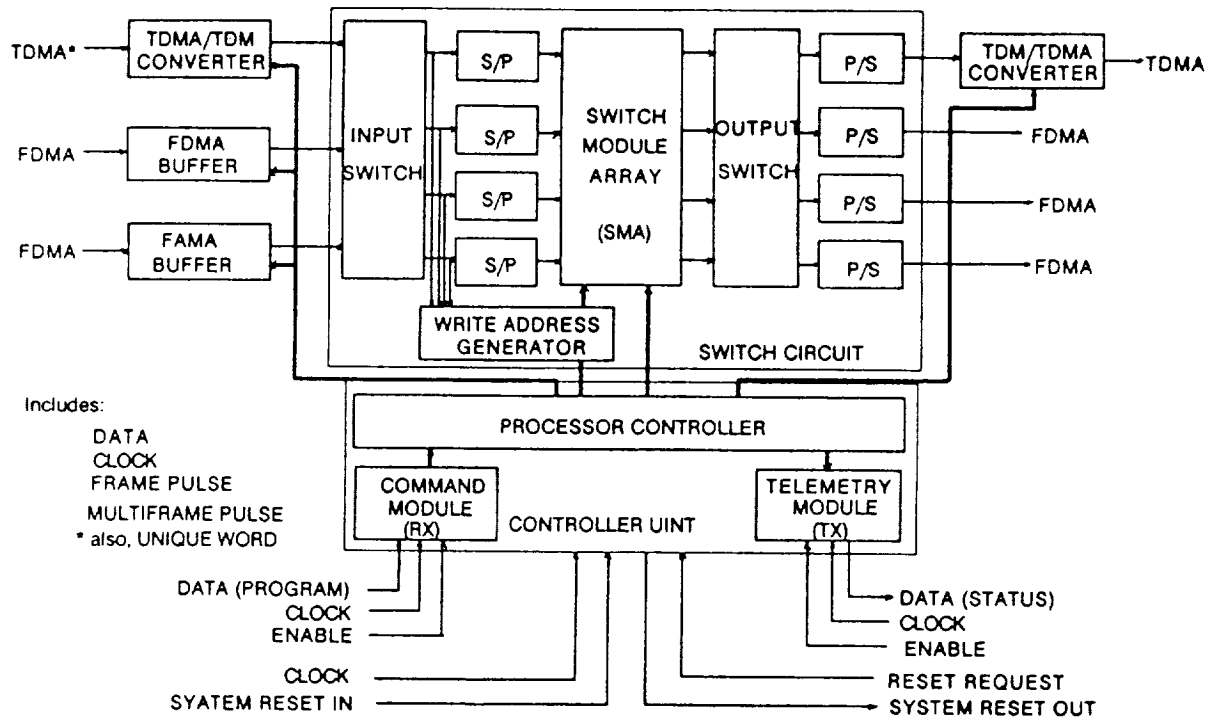 TDMA*
TDMA/TDM
CONVERTER
FDMA
FDMA
BUFFER
FDMA
FAMA
BUFFER
INPUT
SWITCH
S/P
S/P
S/P
S/P
SWITCH
MODULE
ARRAY
(SMA)
OUTPUT
SWITCH
P/S
P/S
P/S
P/S
TDM/TDMA
CONVERTER
TDMA
FDMA
FDMA
FDMA
WRITE ADDRESS
GENERATOR
SWITCH CIRCUIT
Includes:
DATA
CLOCK
FRAME PULSE
MULTIFRAME PULSE
* also, UNIQUE WORD
PROCESSOR CONTROLLER
COMMAND
MODULE
(RX)
CONTROLLER UINT
TELEMETRY
MODULE
(TX)
DATA (PROGRAM)
CLOCK
ENABLE
CLOCK
SYATEM RESET IN
DATA (STATUS)
CLOCK
ENABLE
RESET REQUEST
SYSTEM RESET OUT